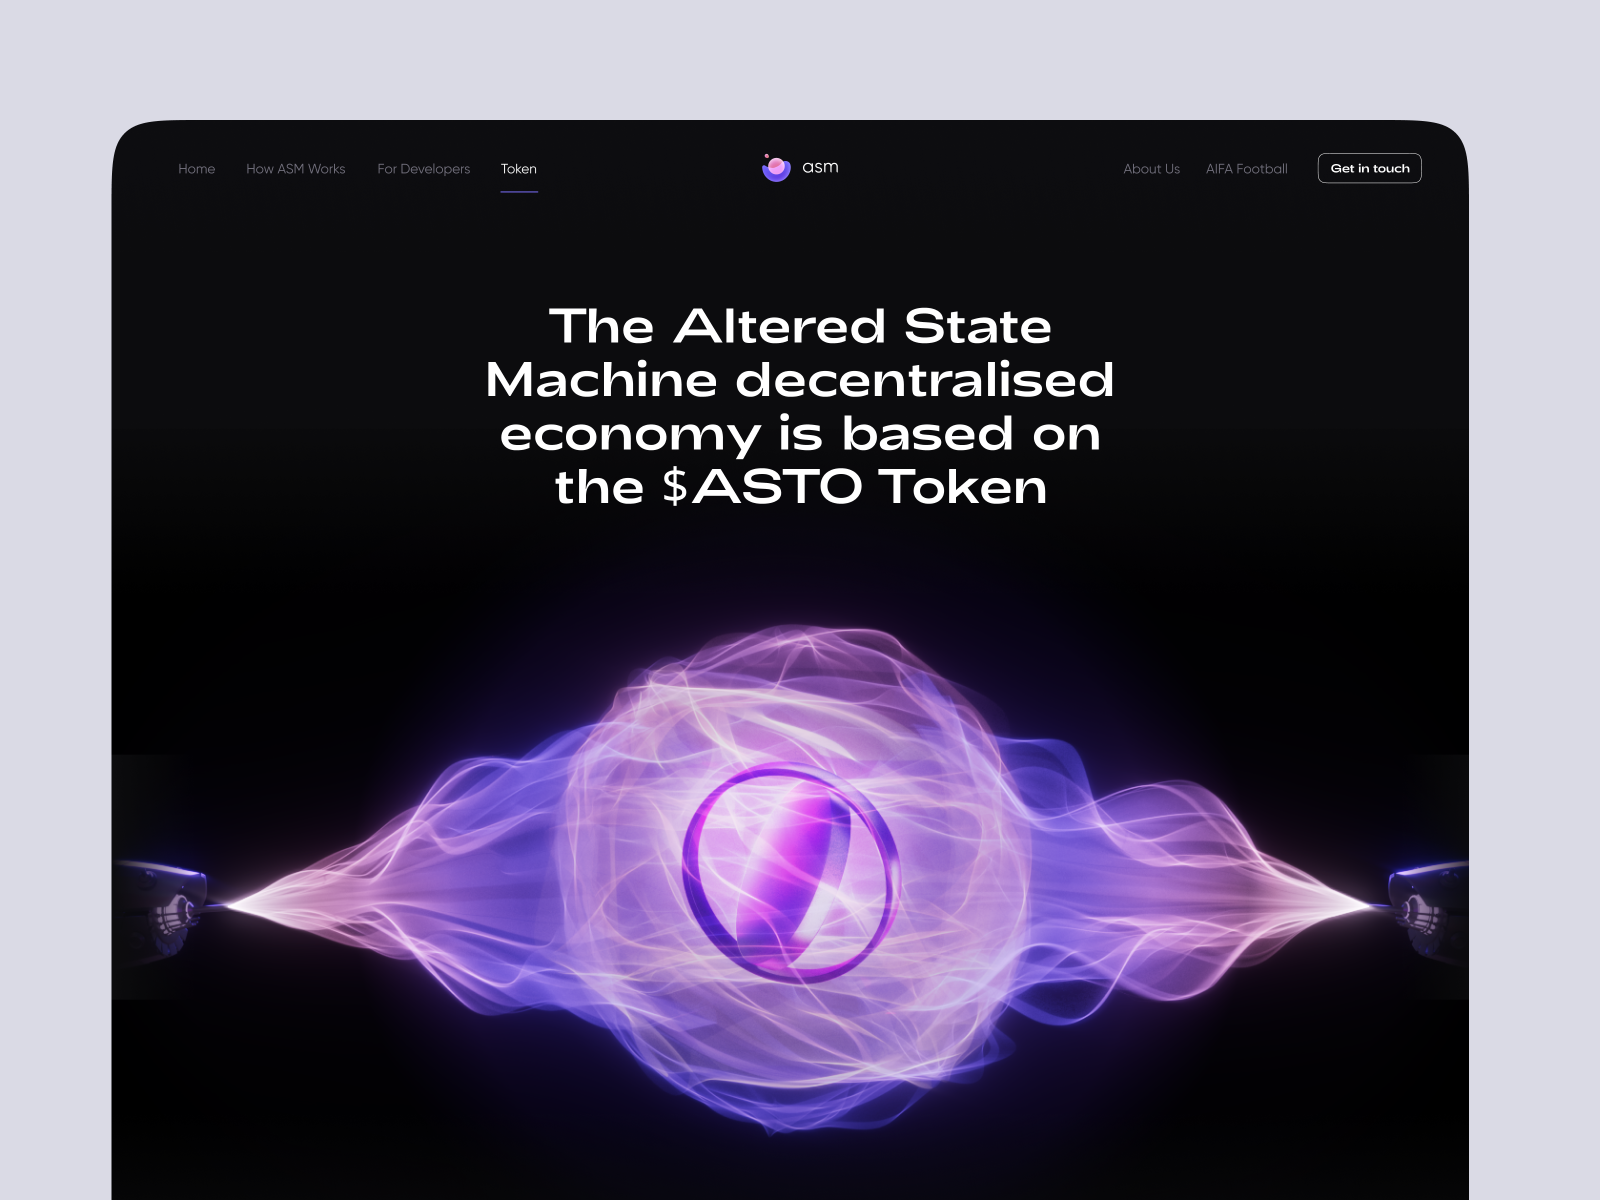 Home
How ASM Works
For Developers
Token
asm
About Us
AIFA Football
Get in touch
The Altered State
Machine decentralised
economy is based on
the $ASTO Token